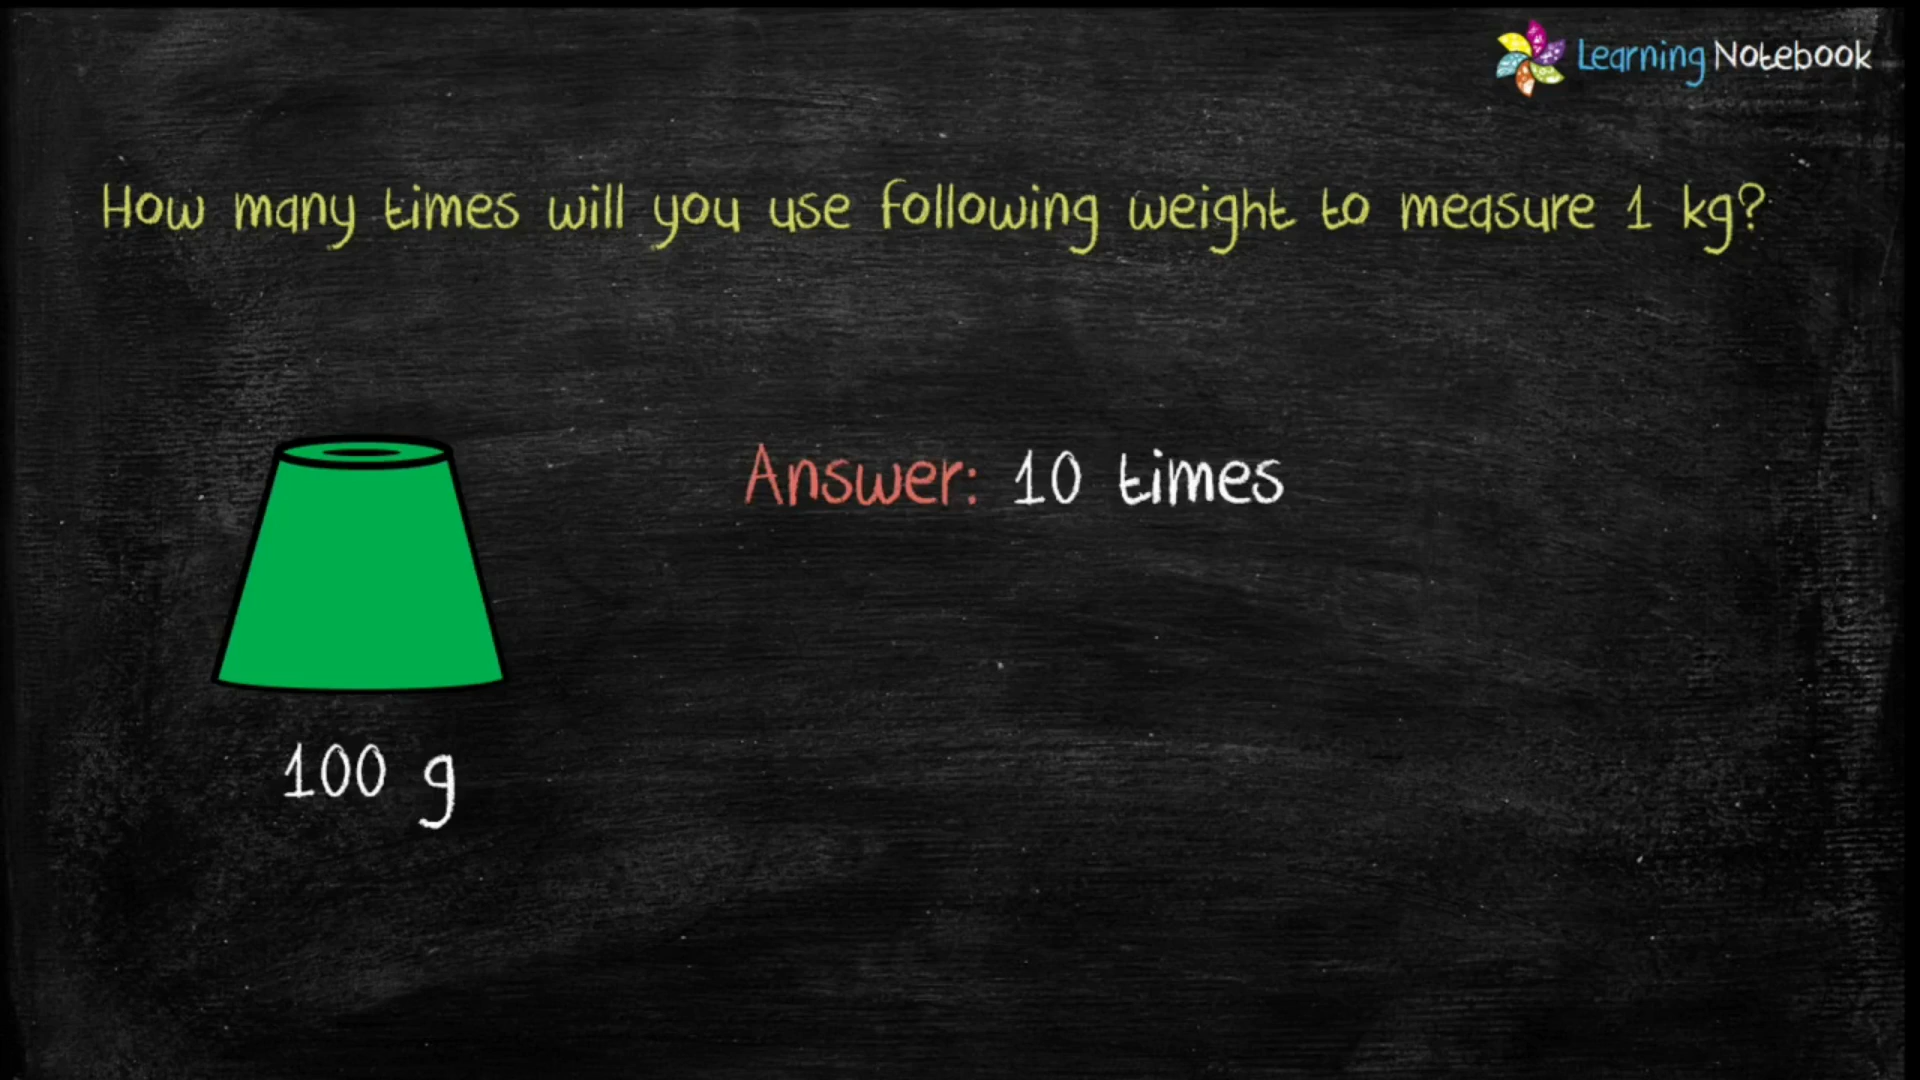 Learning Notebook
How many times will you use following weight to measure 1 kg?
Answer: 10 times
100 g